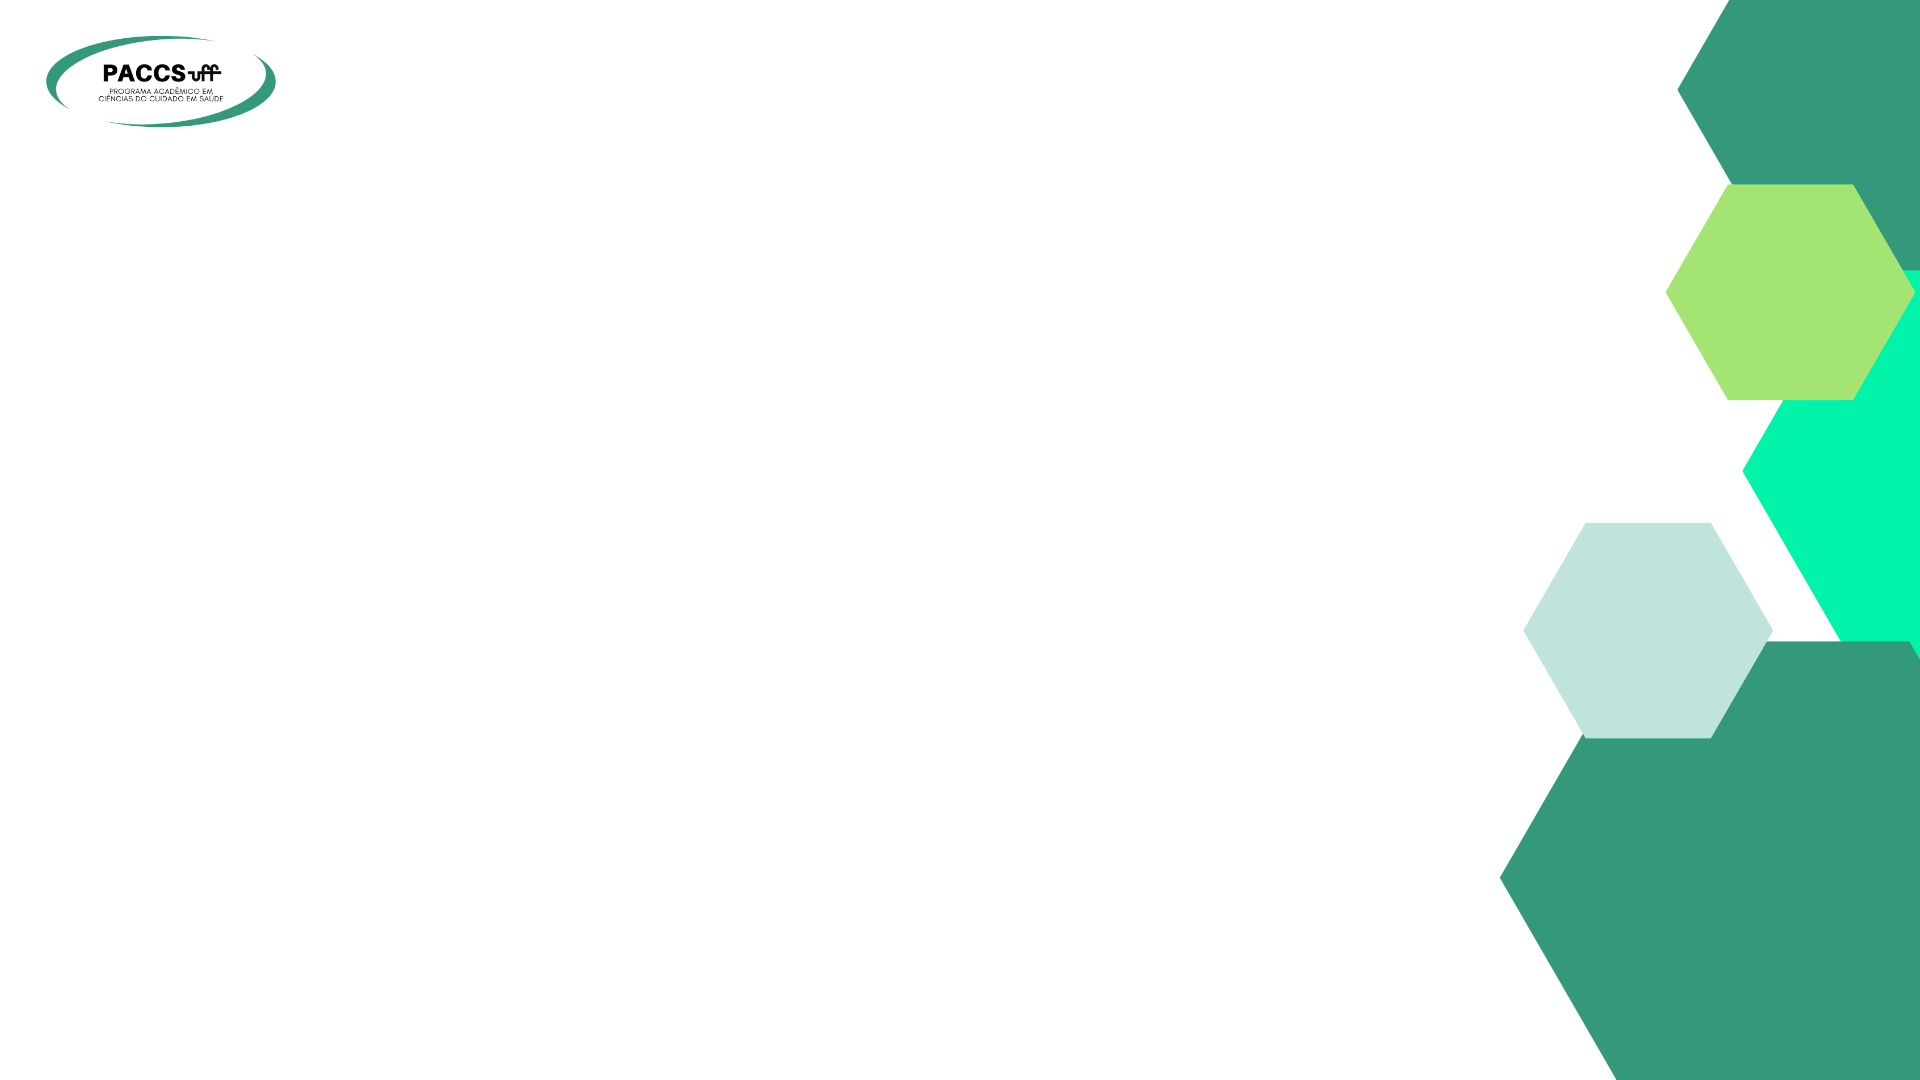 PACCS uff
PROGRAMA ACADÊMICO EM
CIÊNCIAS DO CUIDADO EM SAÚDE